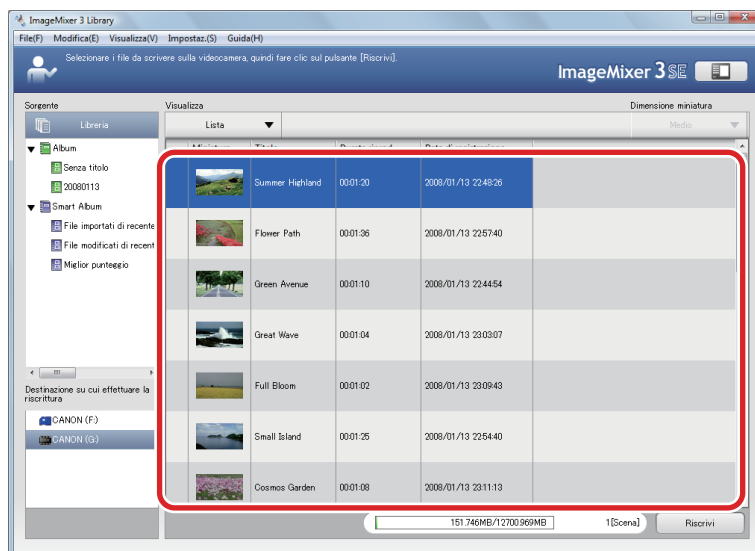 ImageMixer 3 Library
File(F) Modifica(E) Visualizza(V) Impostaz.(S) Guida(H)
Selezionare i file da scrivere sulla videocamera, quindi fare clic sul pulsante [Riscrivi].
ImageMixer 3 SE
Sorgente
Visualizza
Dimensione miniatura
Libreria
Lista
Medio
Album
Senza titolo
20080113
Smart Album
File importati di recente
File modificati di recent
Miglior punteggio
Miniatura Titolo
Summer Highland 00:01:20 2008/01/13 22:48:26
Flower Path 00:01:36 2008/01/13 22:57:40
Green Avenue 00:01:10 2008/01/13 22:44:54
Great Wave 00:01:04 2008/01/13 23:03:07
Full Bloom 00:01:02 2008/01/13 23:09:43
Small Island 00:01:25 2008/01/13 22:54:40
Cosmos Garden 00:01:08 2008/01/13 23:11:13
Destinazione su cui effettuare la
riscrittura
CANON (F:)
CANON (G:)
151.746MB/12700.969MB
1[Scena]
Riscrivi